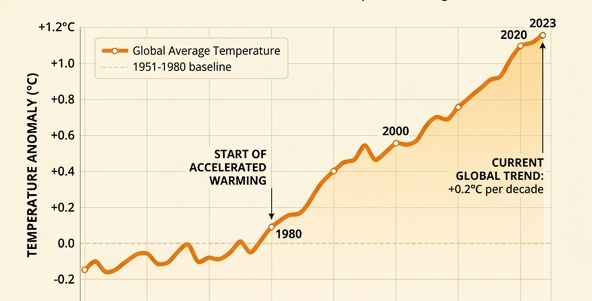 +1.2°C
+1.0
+0.8
+0.6
+0.4
+0.2
0.0
-0.2
TEMPERATURE ANOMALY (°C)
Global Average Temperature
1951-1980 baseline
START OF
ACCELERATED
WARMING
1980
2000
2020
2023
CURRENT
GLOBAL TREND:
+0.2°C per decade